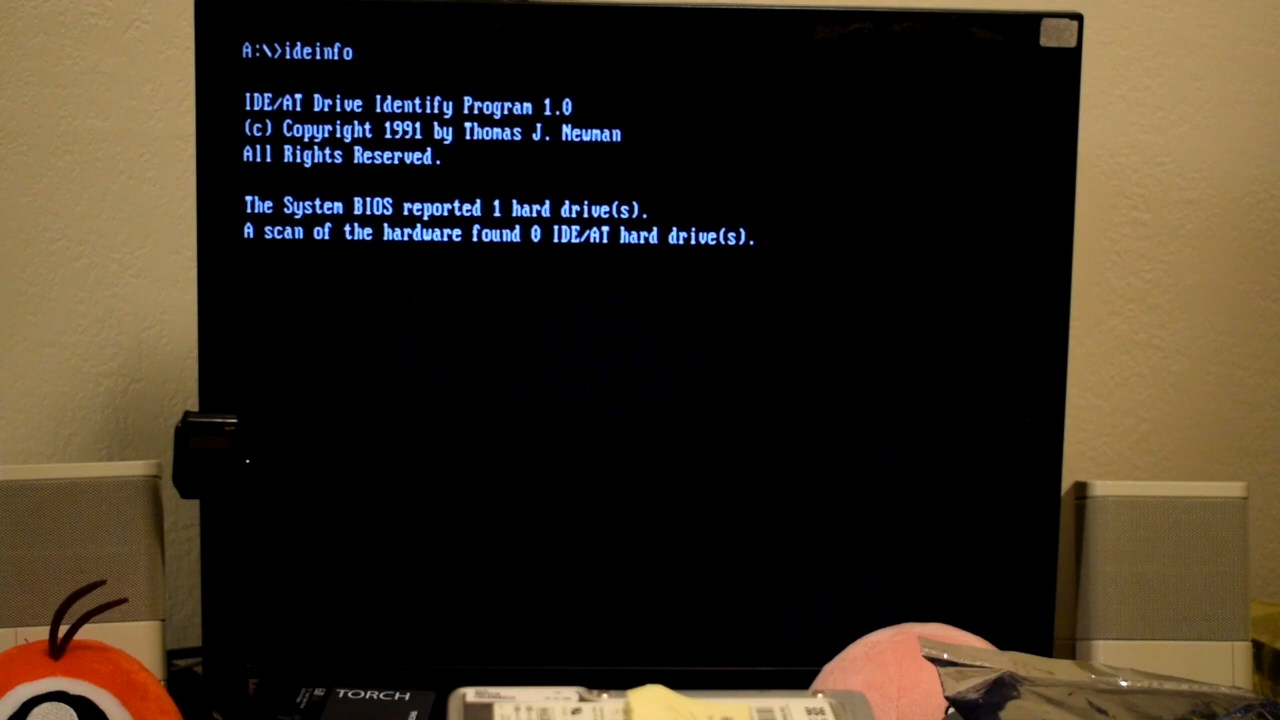 A:\>ideinfo
IDE/AT Drive Identify Program 1.0
(c) Copyright 1991 by Thomas J. Newman
All Rights Reserved.
The System BIOS reported 1 hard drive(s).
A scan of the hardware found 0 IDE/AT hard drive(s).
TORCH